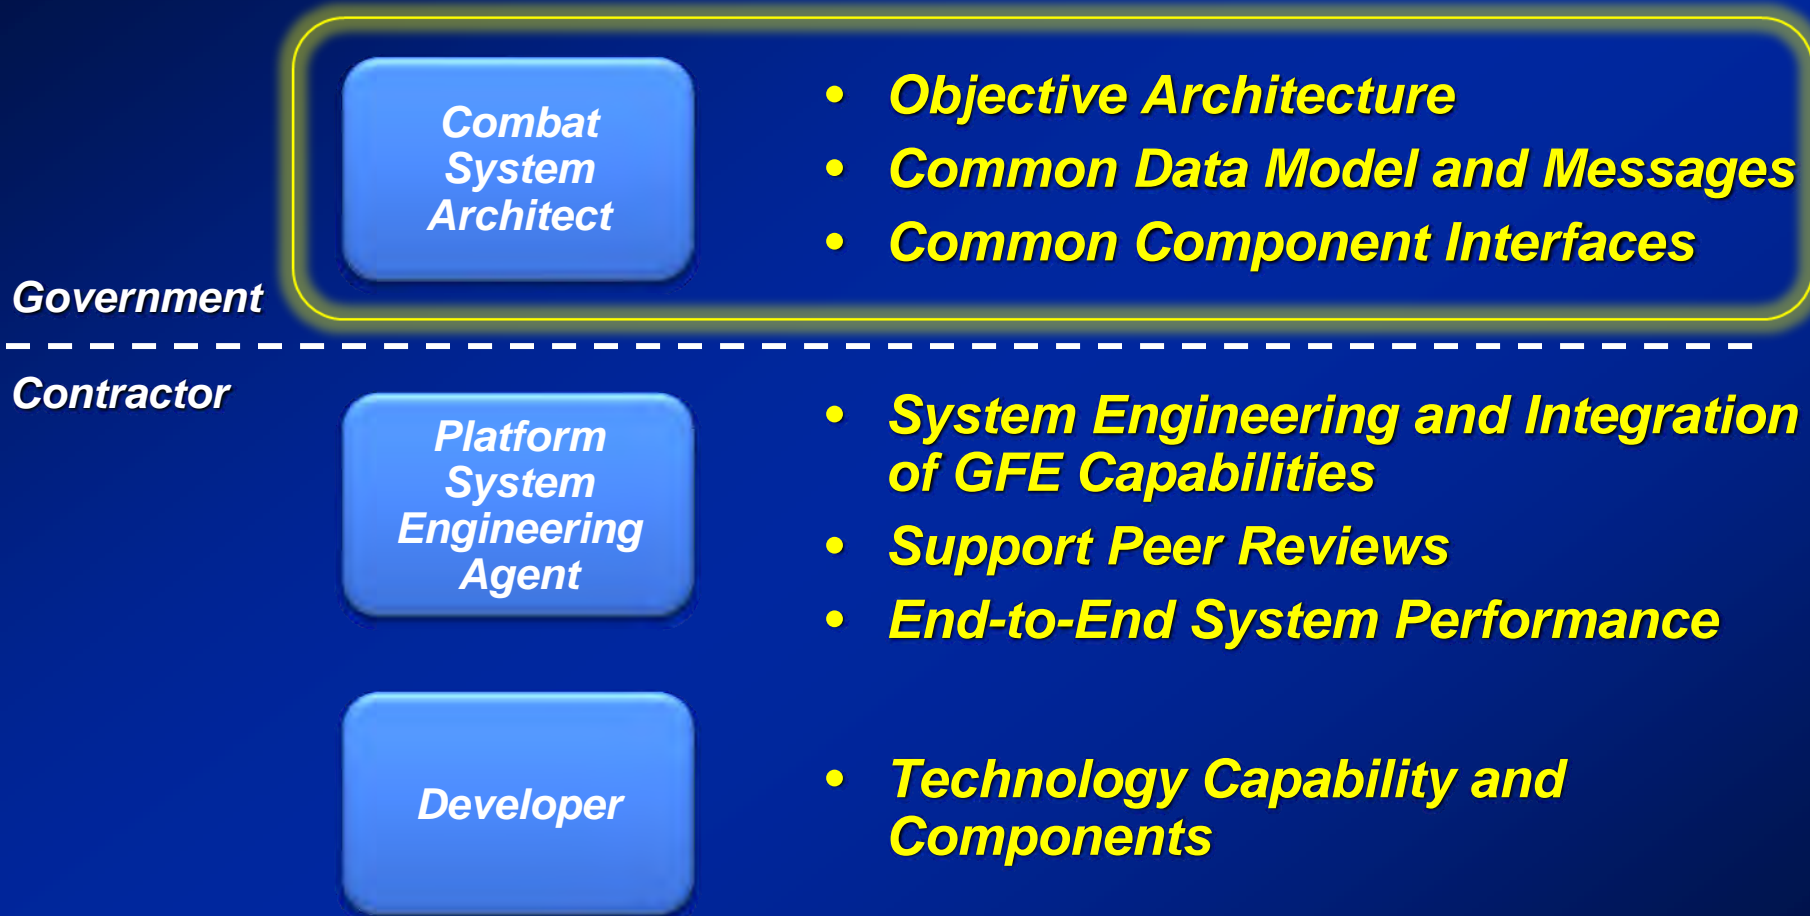 Combat
System
Architect
• Objective Architecture
• Common Data Model and Messages
• Common Component Interfaces
Government
Contractor
Platform
System
Engineering
Agent
• System Engineering and Integration
of GFE Capabilities
• Support Peer Reviews
• End-to-End System Performance
Developer
• Technology Capability and
Components